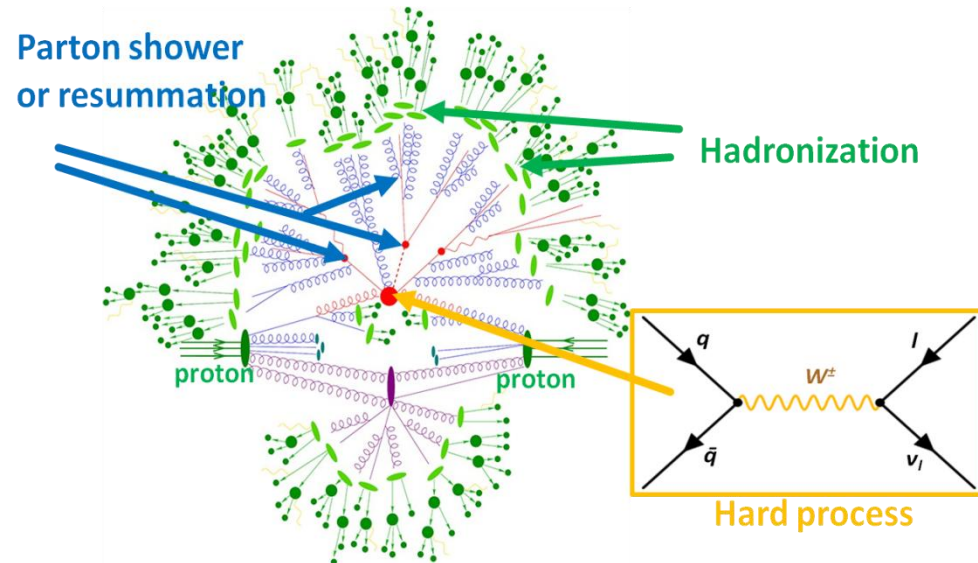 Parton shower
or resummation
Hadronization
proton
proton
q
l
W±
q̄
νl
Hard process